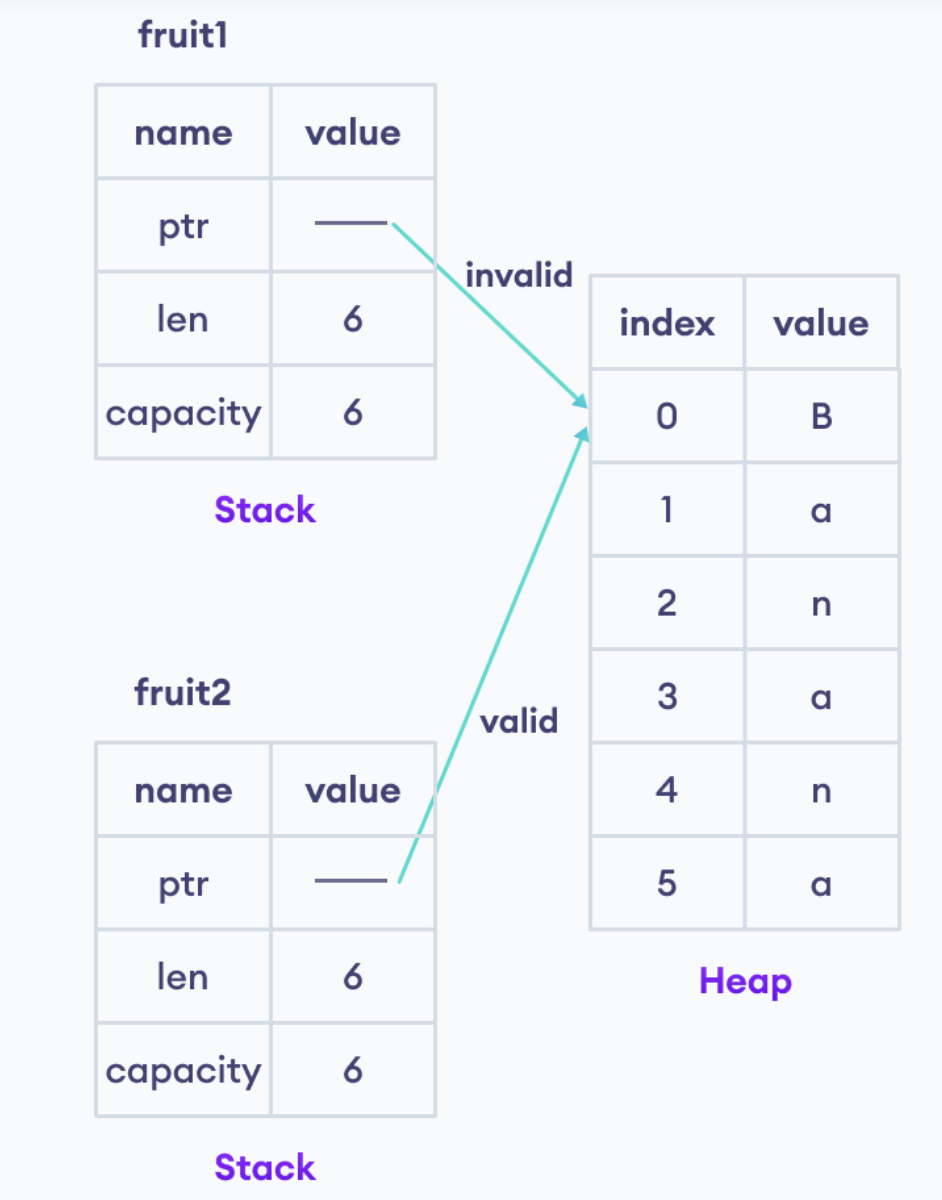 fruit1
name value
ptr
len 6
capacity 6
Stack
invalid
index value
0 B
1 a
2 n
3 a
4 n
5 a
Heap
valid
fruit2
name value
ptr
len 6
capacity 6
Stack